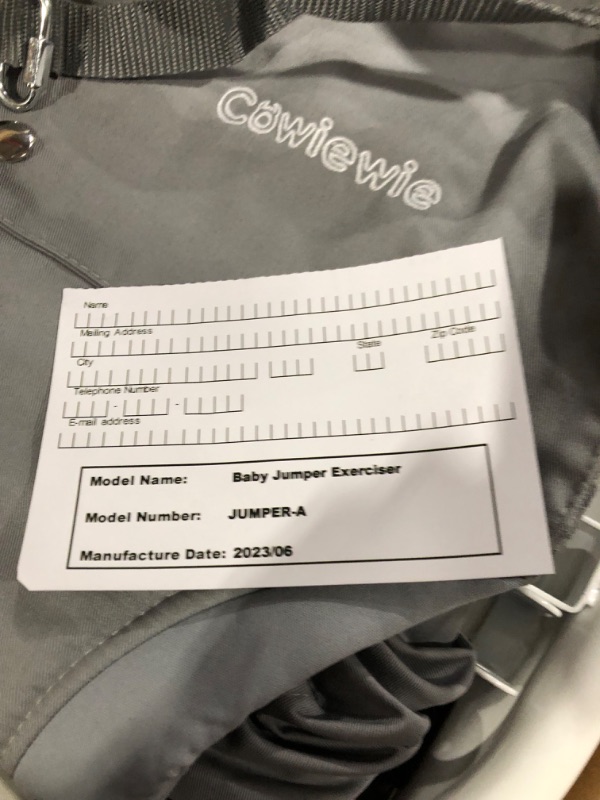 Cowiewie
Name
Mailing Address
City
State
Zip Code
Telephone Number
- -
E-mail address
Model Name: Baby Jumper Exerciser
Model Number: JUMPER-A
Manufacture Date: 2023/06